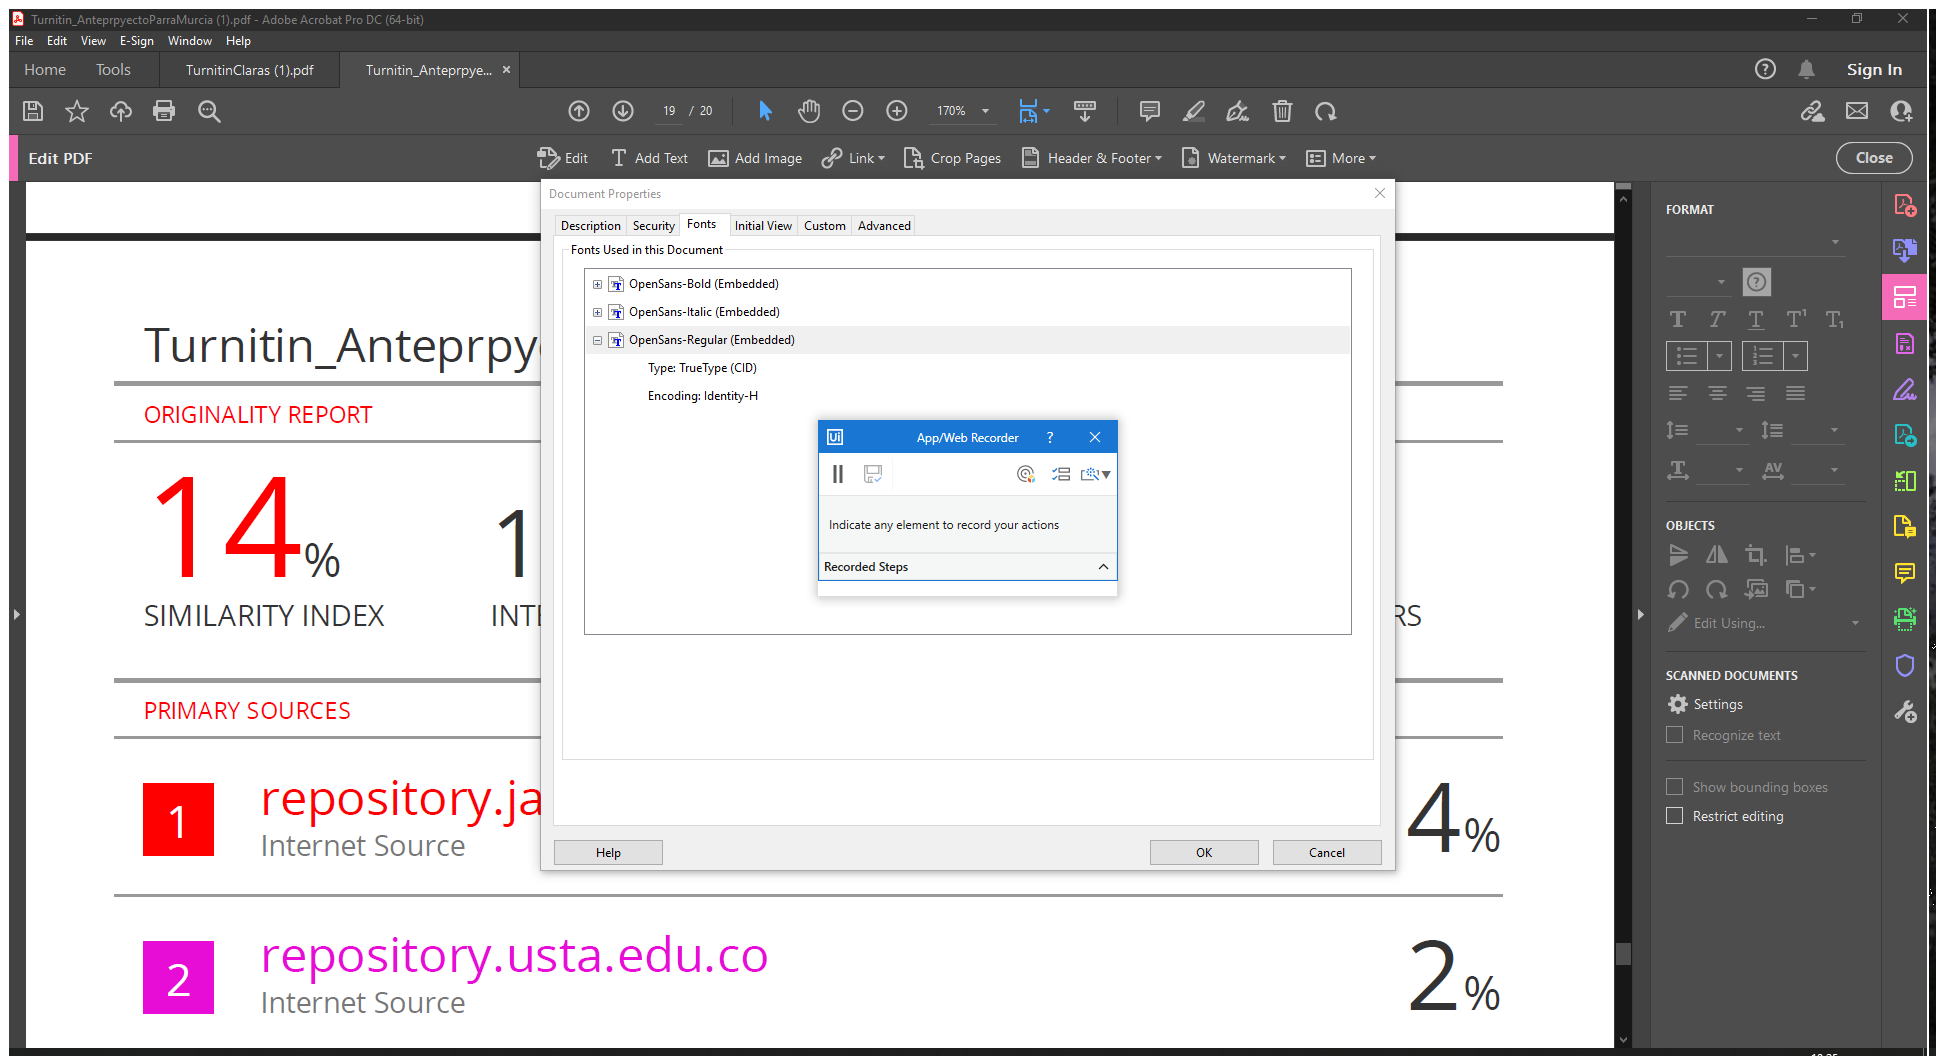 Turnitin_AnteprpyectoParraMurcia (1).pdf - Adobe Acrobat Pro DC (64-bit)
File Edit View E-Sign Window Help
Home Tools TurnitinClaras (1).pdf Turnitin_Anteprpye... × Sign In
19 / 20 170%
Edit PDF Edit Add Text Add Image Link Crop Pages Header & Footer Watermark More Close
Document Properties
Description Security Fonts Initial View Custom Advanced
Fonts Used in this Document
OpenSans-Bold (Embedded)
OpenSans-Italic (Embedded)
OpenSans-Regular (Embedded)
Type: TrueType (CID)
Encoding: Identity-H
Ui App/Web Recorder ?
Indicate any element to record your actions
Recorded Steps
Help OK Cancel
Turnitin_Anteprpy
ORIGINALITY REPORT
14% 1
SIMILARITY INDEX INTE RS
PRIMARY SOURCES
1 repository.ja 4%
Internet Source
2 repository.usta.edu.co 2%
Internet Source
FORMAT
OBJECTS
Edit Using...
SCANNED DOCUMENTS
Settings
Recognize text
Show bounding boxes
Restrict editing